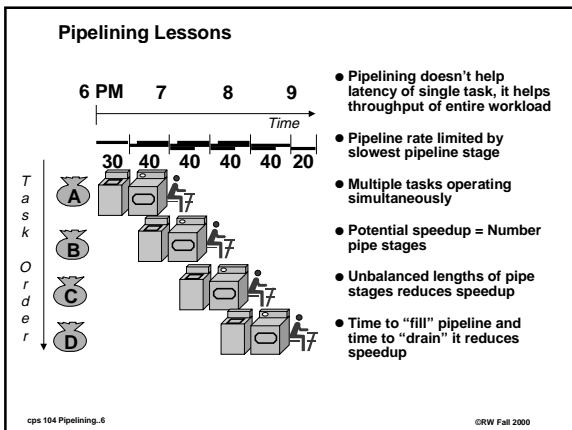 Pipelining Lessons
6 PM 7 8 9
Time
30 40 40 40 40 20
Task Order
A
B
C
D
● Pipelining doesn't help
latency of single task, it helps
throughput of entire workload
● Pipeline rate limited by
slowest pipeline stage
● Multiple tasks operating
simultaneously
● Potential speedup = Number
pipe stages
● Unbalanced lengths of pipe
stages reduces speedup
● Time to “fill” pipeline and
time to “drain” it reduces
speedup
cps 104 Pipelining..6
©RW Fall 2000